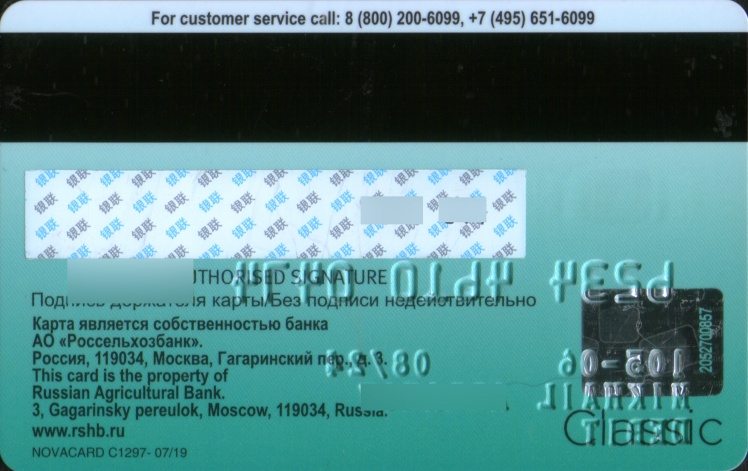 For customer service call: 8 (800) 200-6099, +7 (495) 651-6099
银联
UTHORISED SIGNATURE
Подпись держателя карты/Без подписи недействительно
Карта является собственностью банка
АО «Россельхозбанк».
Россия, 119034, Москва, Гагаринский пер., д. 3.
This card is the property of
Russian Agricultural Bank.
3, Gagarinsky pereulok, Moscow, 119034, Russia.
www.rshb.ru
NOVACARD C1297- 07/19
2052700857
Classic